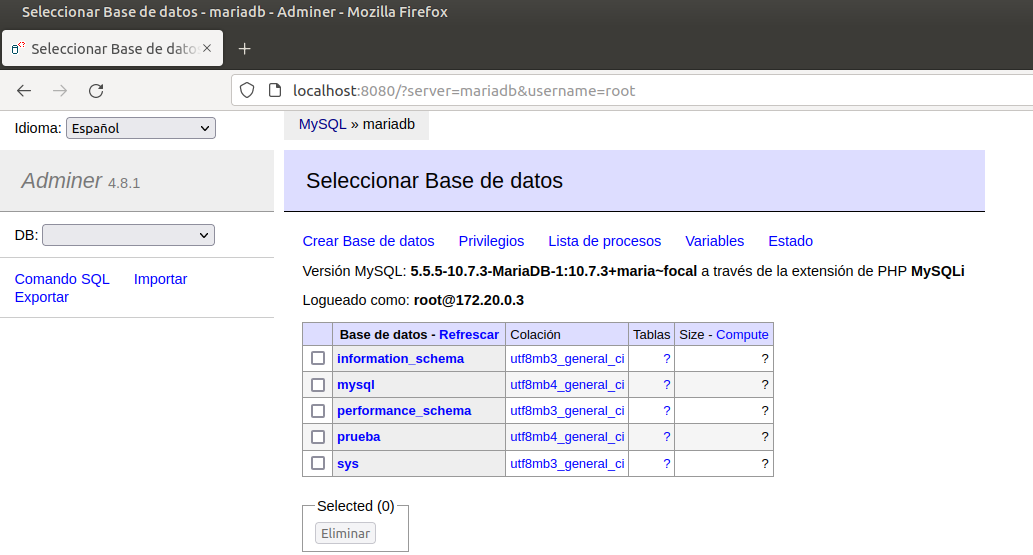 Seleccionar Base de datos - mariadb - Adminer - Mozilla Firefox
Seleccionar Base de dato
localhost:8080/?server=mariadb&username=root
Idioma: Español
MySQL » mariadb
Adminer 4.8.1
Seleccionar Base de datos
DB:
Crear Base de datos Privilegios Lista de procesos Variables Estado
Comando SQL Importar
Exportar
Versión MySQL: 5.5.5-10.7.3-MariaDB-1:10.7.3+maria~focal a través de la extensión de PHP MySQLi
Logueado como: root@172.20.0.3
Base de datos - Refrescar Colación Tablas Size - Compute
information_schema utf8mb3_general_ci ? ?
mysql utf8mb4_general_ci ? ?
performance_schema utf8mb3_general_ci ? ?
prueba utf8mb4_general_ci ? ?
sys utf8mb3_general_ci ? ?
Selected (0)
Eliminar